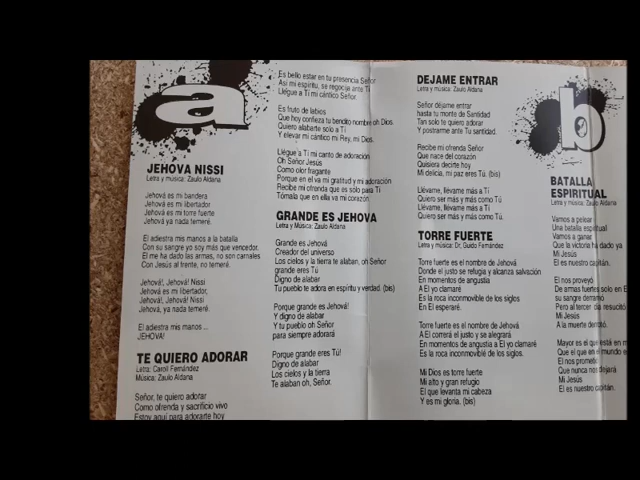 a
JEHOVA NISSI
Letra y música: Zaulo Aldana
Jehová es mi bandera
Jehová es mi libertador
Jehová es mi torre fuerte
Jehová ya nada temeré.
El adiestra mis manos a la batalla
Con su sangre yo soy más que vencedor.
El me ha dado las armas, no son carnales
Con Jesús al frente, no temeré.
Jehová!, Jehová! Nissi
Jehová es mi libertador,
Jehová!, Jehová! Nissi
Jehová, ya nada temeré.
El adiestra mis manos ...
JEHOVA!
TE QUIERO ADORAR
Letra: Caroll Fernández
Música: Zaulo Aldana
Señor, te quiero adorar
Como ofrenda y sacrificio vivo
Estoy aquí para adorarte hoy
Es bello estar en tu presencia Señor
Así mi espíritu, se regocija ante Ti
Llegue a Ti mi cántico Señor
Es fruto de labios
Que hoy confiesa tu bendito nombre oh Dios
Quiero alabarte solo a Tí
Y elevar mi cántico mi Rey, mi Dios.
Llegue a Ti mi canto de adoración
Oh Señor Jesús
Como olor fragante
Porque en el va mi gratitud y mi adoración
Recibe mi ofrenda que es solo para Ti
Tómala que en ella va mi corazón
GRANDE ES JEHOVA
Letra y Música: Zaulo Aldana
Grande es Jehová
Creador del universo
Los cielos y la tierra te alaban, oh Señor
grande eres Tú
Digno de alabar
Tu pueblo te adora en espíritu y verdad (bis)
Porque grande es Jehová!
Y digno de alabar
Y tu pueblo oh Señor
para siempre adorará
Porque grande eres Tú!
Digno de alabar
Los cielos y la tierra
Te alaban oh, Señor.
DEJAME ENTRAR
Letra y música: Zaulo Aldana
Señor déjame entrar
hasta tu monte de Santidad
Tan solo te quiero adorar
Y postrarme ante Tu santidad.
Recibe mi ofrenda Señor
Que nace del corazón
Quisiera decirte hoy
Mi delicia, mi paz eres Tú. (bis)
Llévame, llévame más a Tí
Quiero ser más y más como Tú
Llévame, llévame más a Tí
Quiero ser más y más como Tú.
TORRE FUERTE
Letra y música: Dr. Guido Fernández
Torre fuerte es el nombre de Jehová
Donde el justo se refugia y alcanza salvación
En momentos de angustia
A El yo clamaré
Es la roca inconmovible de los siglos
En El esperaré.
Torre fuerte es el nombre de Jehová
A El correrá el justo y se alegrará
En momentos de angustia a El yo clamaré
Es la roca inconmovible de los siglos.
Mi Dios es torre fuerte
Mi alto y gran refugio
El que levanta mi cabeza
Y es mi gloria. (bis)
b
BATALLA
ESPIRITUAL
Letra y música: Zaulo Aldana
Vamos a pelear
Una batalla espiritual
Vamos a ganar
Que la victoria ha dado ya
Mi Jesús
El es nuestro capitán.
El nos proveyó
De armas fuertes solo en E
su sangre derramó
Pero al tercer día resucitó
Mi Jesús
A la muerte derrotó.
Mayor es el que está en m
Que el que en el mundo e
El nos prometió
Que nunca nos dejará
Mi Jesús
El es nuestro capitán.